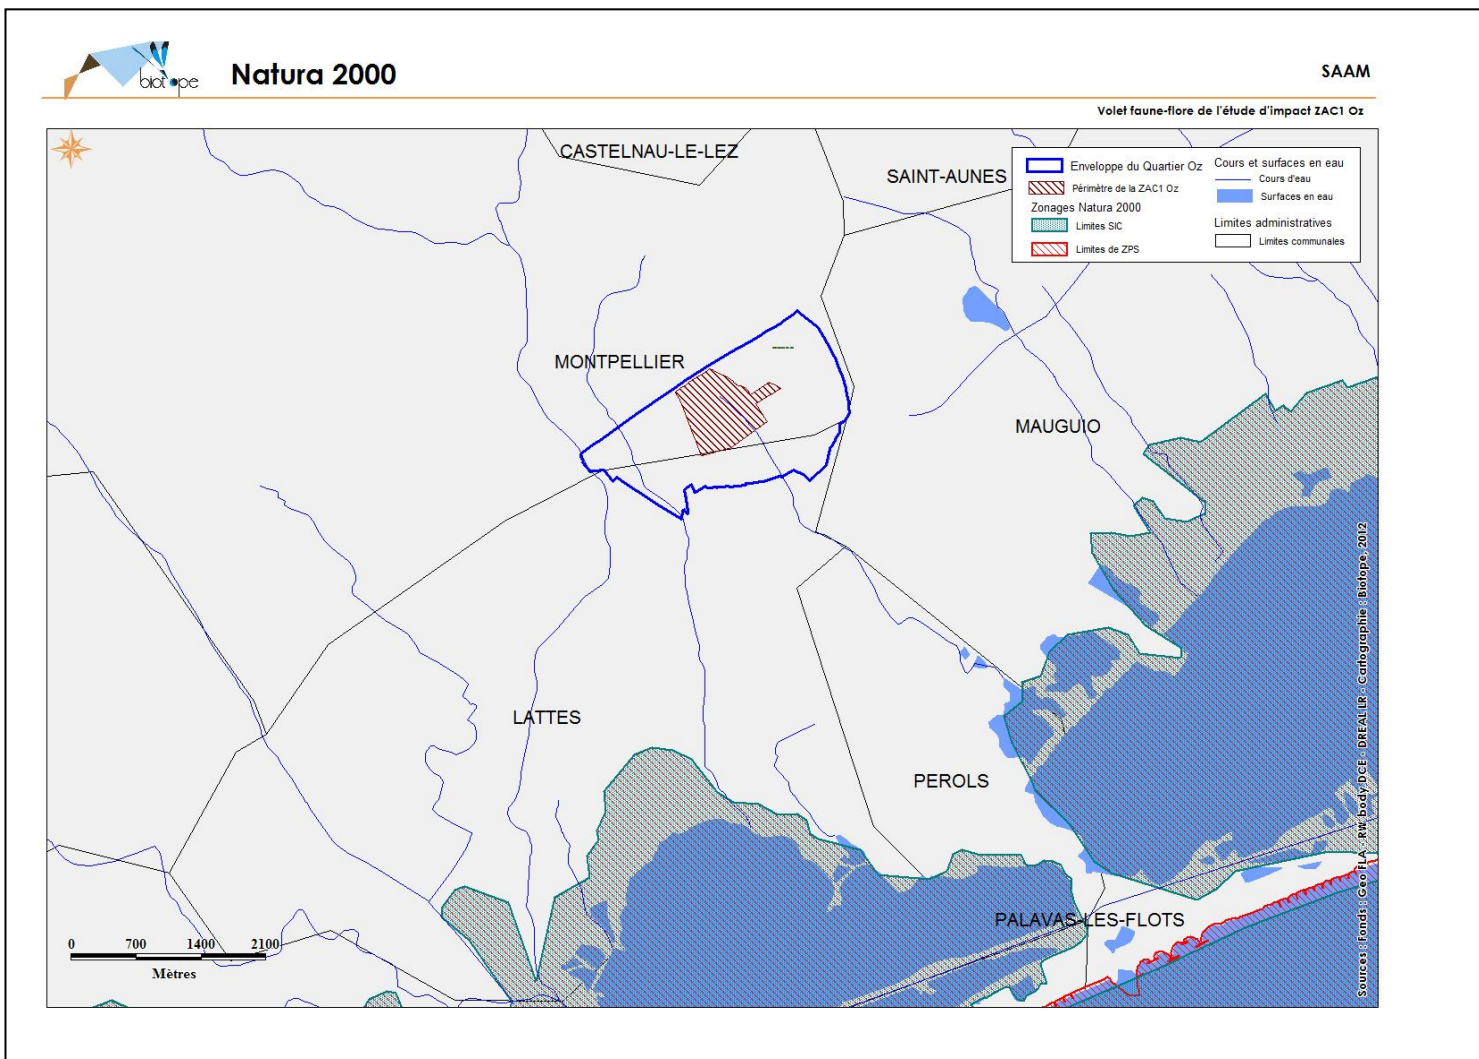 biotope
Natura 2000
SAAM
Volet faune-flore de l'étude d'impact ZAC1 Oz
CASTELNAU-LE-LEZ
SAINT-AUNES
Enveloppe du Quartier Oz
Périmètre de la ZAC1 Oz
Zonages Natura 2000
Limites SIC
Limites de ZPS
Cours et surfaces en eau
Cours d'eau
Surfaces en eau
Limites administratives
Limites communales
MONTPELLIER
MAUGUIO
LATTES
PEROLS
PALAVAS-LES-FLOTS
0 700 1400 2100
Mètres
Sources : Fonds : Geo FLA - RW body DCE - DREAL LR - Cartographie : Biotope, 2012